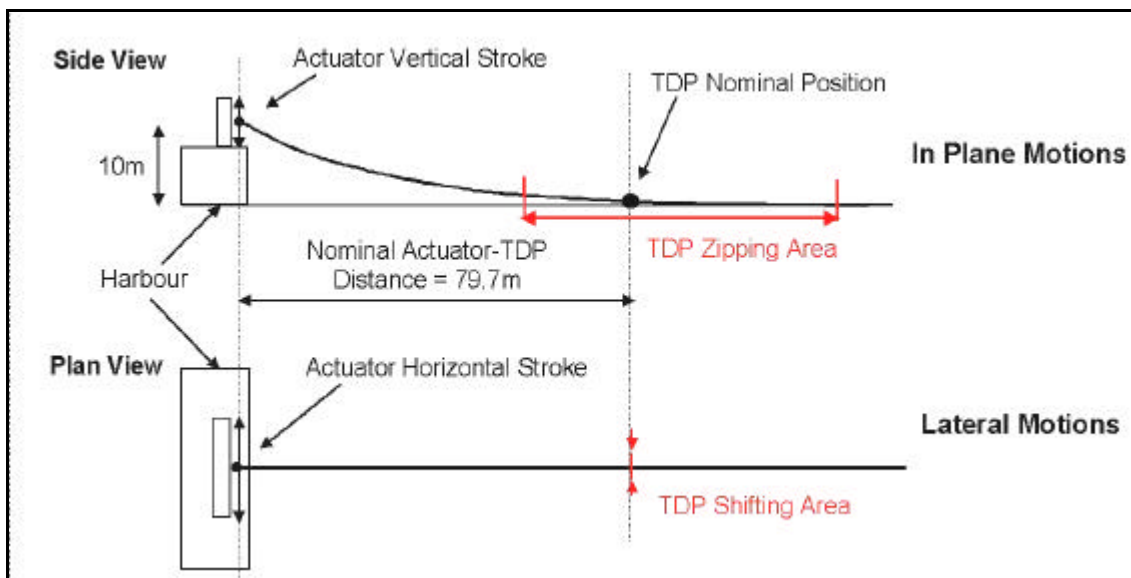 Side View
Actuator Vertical Stroke
TDP Nominal Position
10m
In Plane Motions
Nominal Actuator-TDP
Distance = 79.7m
TDP Zipping Area
Harbour
Plan View
Actuator Horizontal Stroke
Lateral Motions
TDP Shifting Area